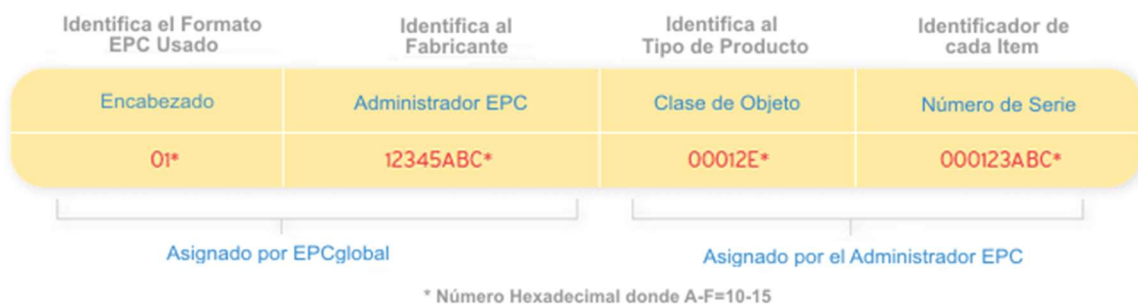 Identifica el Formato
EPC Usado
Identifica al
Fabricante
Identifica al
Tipo de Producto
Identificador de
cada Item
Encabezado
Administrador EPC
Clase de Objeto
Número de Serie
01*
12345ABC*
00012E*
000123ABC*
Asignado por EPCglobal
Asignado por el Administrador EPC
* Número Hexadecimal donde A-F=10-15